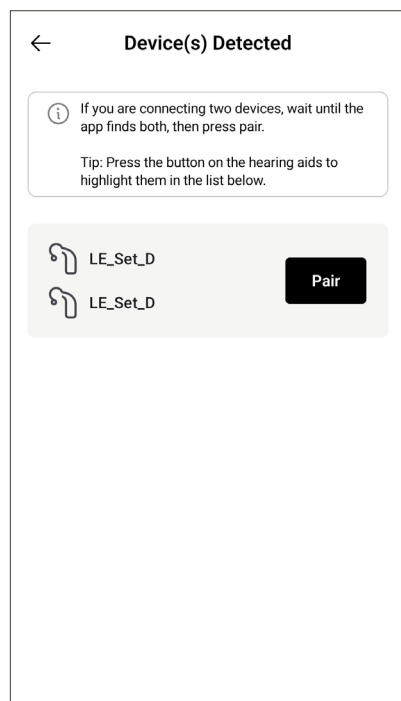 Device(s) Detected
If you are connecting two devices, wait until the
app finds both, then press pair.
Tip: Press the button on the hearing aids to
highlight them in the list below.
LE_Set_D
Pair
LE_Set_D